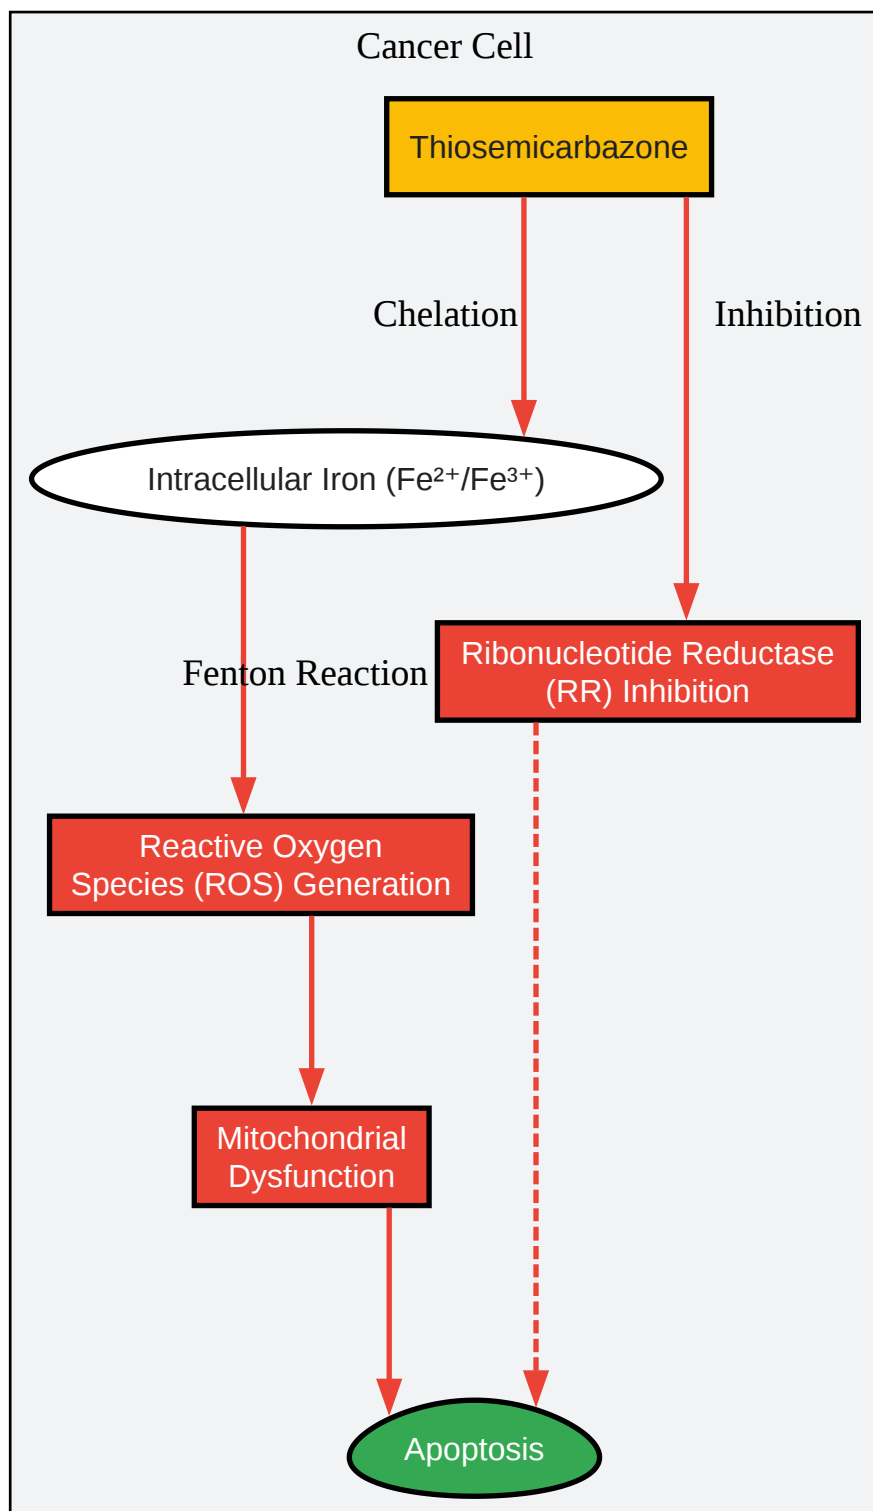 Cancer Cell
Thiosemicarbazone
Chelation
Inhibition
Intracellular Iron (Fe²⁺/Fe³⁺)
Ribonucleotide Reductase
(RR) Inhibition
Fenton Reaction
Reactive Oxygen
Species (ROS) Generation
Mitochondrial
Dysfunction
Apoptosis